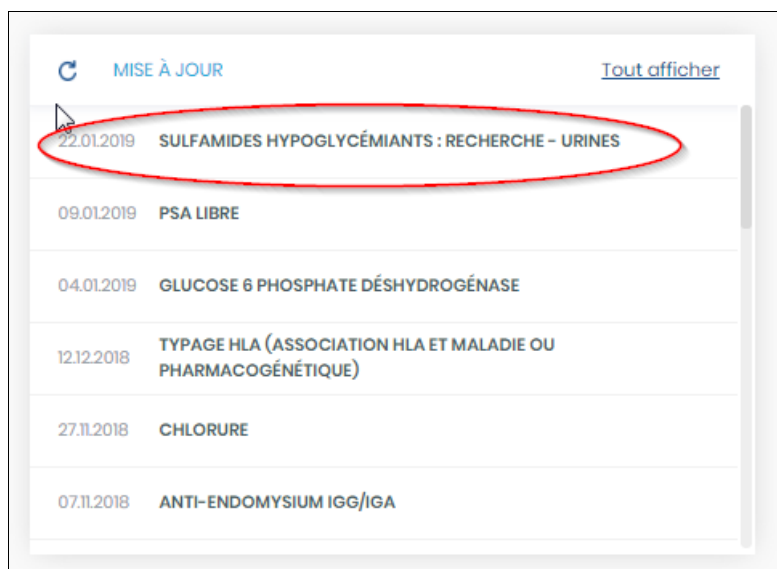 MISE À JOUR Tout afficher
22.01.2019 SULFAMIDES HYPOGLYCÉMIANTS : RECHERCHE - URINES
09.01.2019 PSA LIBRE
04.01.2019 GLUCOSE 6 PHOSPHATE DÉSHYDROGÉNASE
12.12.2018 TYPAGE HLA (ASSOCIATION HLA ET MALADIE OU
PHARMACOGÉNÉTIQUE)
27.11.2018 CHLORURE
07.11.2018 ANTI-ENDOMYSIUM IGG/IGA